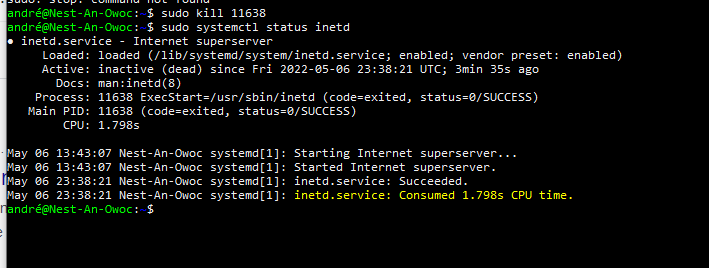 sudo: stop: command not found
andré@Nest-An-Owoc:~$ sudo kill 11638
andré@Nest-An-Owoc:~$ sudo systemctl status inetd
● inetd.service - Internet superserver
Loaded: loaded (/lib/systemd/system/inetd.service; enabled; vendor preset: enabled)
Active: inactive (dead) since Fri 2022-05-06 23:38:21 UTC; 3min 35s ago
Docs: man:inetd(8)
Process: 11638 ExecStart=/usr/sbin/inetd (code=exited, status=0/SUCCESS)
Main PID: 11638 (code=exited, status=0/SUCCESS)
CPU: 1.798s
May 06 13:43:07 Nest-An-Owoc systemd[1]: Starting Internet superserver...
May 06 13:43:07 Nest-An-Owoc systemd[1]: Started Internet superserver.
May 06 23:38:21 Nest-An-Owoc systemd[1]: inetd.service: Succeeded.
May 06 23:38:21 Nest-An-Owoc systemd[1]: inetd.service: Consumed 1.798s CPU time.
andré@Nest-An-Owoc:~$